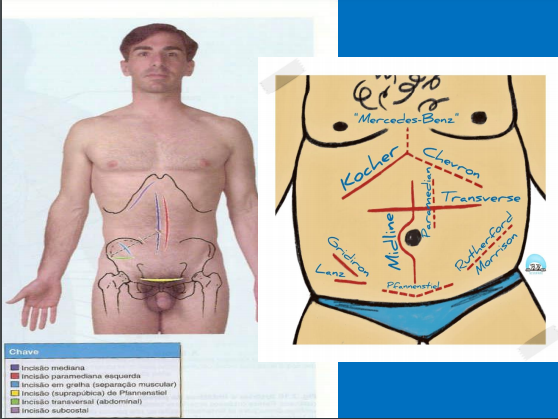 Chave
Incisão mediana
Incisão paramediana esquerda
Incisão em grelha (separação muscular)
Incisão (suprapúbica) de Pfannenstiel
Incisão transversal (abdominal)
Incisão subcostal
"Mercedes-Benz"
Kocher
Chevron
Paramedian
Transverse
Midline
Gridiron
Lanz
Rutherford
Morrison
Pfannenstiel